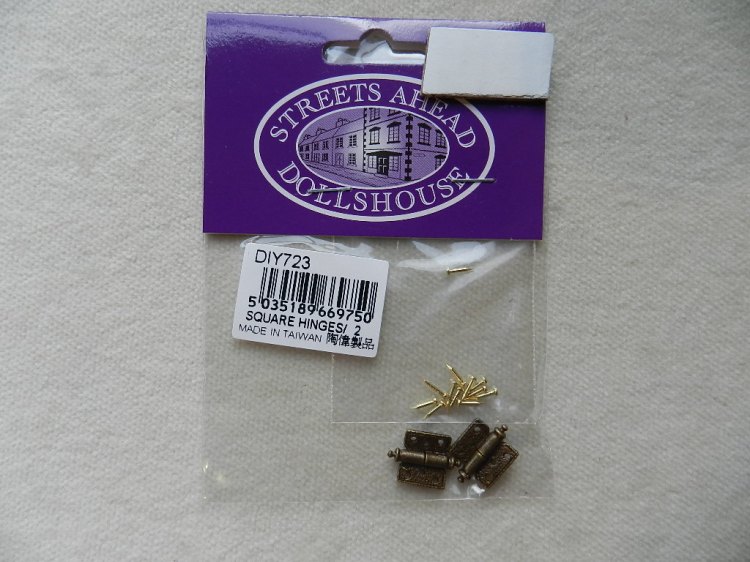 STREETS AHEAD
DOLLSHOUSE
DIY723
5035189669750
SQUARE HINGES/ 2
MADE IN TAIWAN 陶偉製品